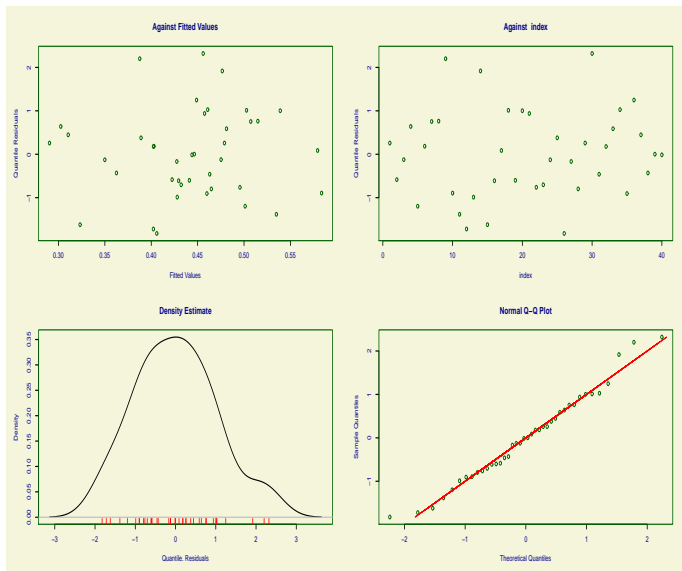 Against Fitted Values
Quantile Residuals
2
1
0
−1
0.30 0.35 0.40 0.45 0.50 0.55
Fitted Values
Against index
Quantile Residuals
2
1
0
−1
0 10 20 30 40
index
Density Estimate
Density
0.35
0.30
0.25
0.20
0.15
0.10
0.05
0.00
−3 −2 −1 0 1 2 3
Quantile. Residuals
Normal Q−Q Plot
Sample Quantiles
2
1
0
−1
−2 −1 0 1 2
Theoretical Quantiles